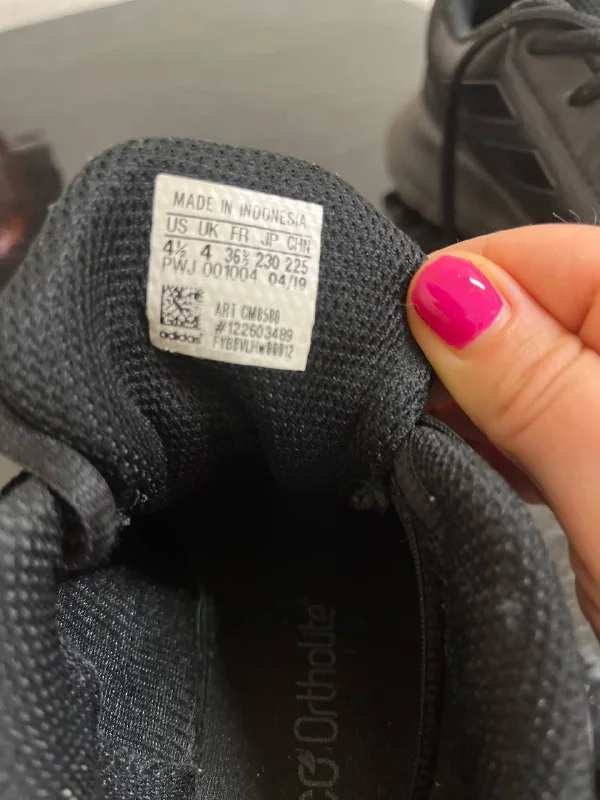 MADE IN INDONESIA
US UK FR JP CHN
4½ 4 36⅔ 230 225
PWJ 001004 04/19
ART CM8580
#122603489
adidas
OrthoLite